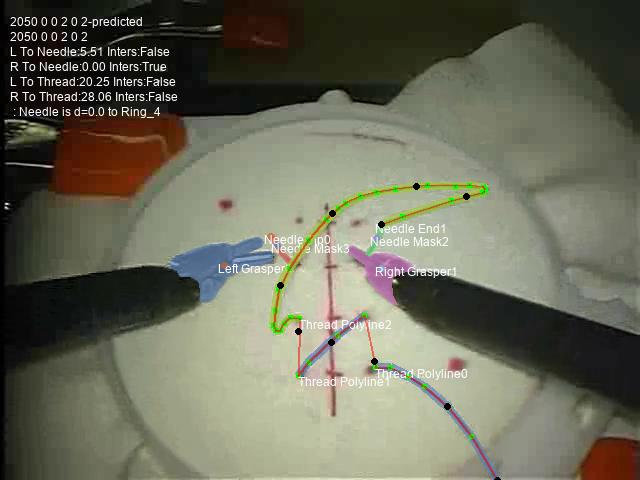 2050 0 0 2 0 2-predicted
2050 0 0 2 0 2
L To Needle:5.51 Inters:False
R To Needle:0.00 Inters:True
L To Thread:20.25 Inters:False
R To Thread:28.06 Inters:False
: Needle is d=0.0 to Ring_4
Needle End1
Needle Mask2
Needle Mask3
Left Grasper
Right Grasper1
Thread Polyline2
Thread Polyline0
Thread Polyline1